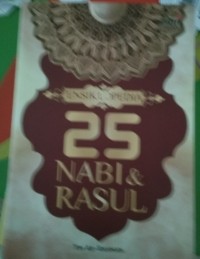 ENSIKLOPEDIA
25
NABI &
RASUL